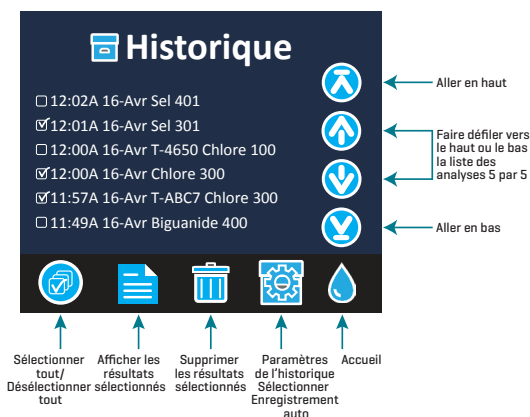 Historique
12:02A 16-Avr Sel 401
12:01A 16-Avr Sel 301
12:00A 16-Avr T-4650 Chlore 100
12:00A 16-Avr Chlore 300
11:57A 16-Avr T-ABC7 Chlore 300
11:49A 16-Avr Biguanide 400
Aller en haut
Faire défiler vers
le haut ou le bas
la liste des
analyses 5 par 5
Aller en bas
Sélectionner
tout/
Désélectionner
tout
Afficher les
résultats
sélectionnés
Supprimer
les résultats
sélectionnés
Paramètres
de l'historique
Sélectionner
Enregistrement
auto
Accueil